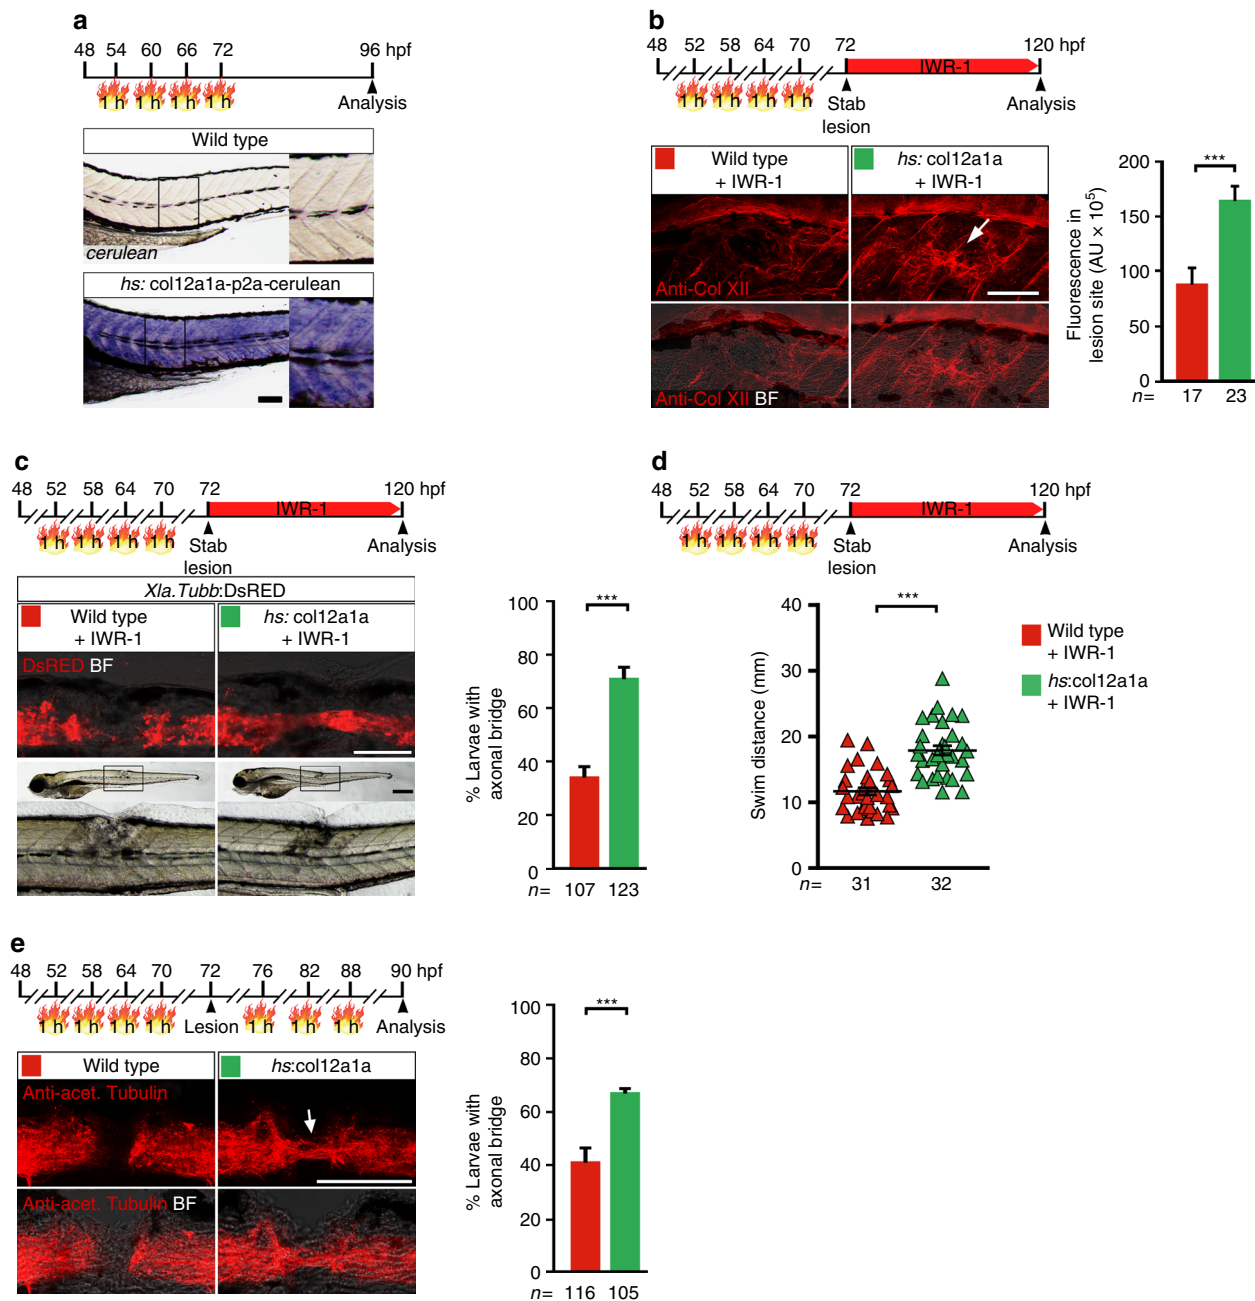 a
48 54 60 66 72 96 hpf
1 h 1 h 1 h 1 h
Analysis
Wild type
cerulean
hs: col12a1a-p2a-cerulean
b
48 52 58 64 70 72 120 hpf
IWR-1
1 h 1 h 1 h 1 h
Stab
lesion
Analysis
Wild type
+ IWR-1
hs: col12a1a
+ IWR-1
Anti-Col XII
Anti-Col XII BF
Fluorescence in
lesion site (AU × 10⁵)
200
150
100
50
0
***
n= 17 23
c
48 52 58 64 70 72 120 hpf
IWR-1
1 h 1 h 1 h 1 h
Stab
lesion
Analysis
Xla.Tubb:DsRED
Wild type
+ IWR-1
hs: col12a1a
+ IWR-1
DsRED BF
% Larvae with
axonal bridge
100
80
60
40
20
0
***
n= 107 123
d
48 52 58 64 70 72 120 hpf
IWR-1
1 h 1 h 1 h 1 h
Stab
lesion
Analysis
Swim distance (mm)
40
30
20
10
0
***
n= 31 32
Wild type
+ IWR-1
hs:col12a1a
+ IWR-1
e
48 52 58 64 70 72 76 82 88 90 hpf
1 h 1 h 1 h 1 h Lesion 1 h 1 h 1 h Analysis
Wild type
hs:col12a1a
Anti-acet. Tubulin
Anti-acet. Tubulin BF
% Larvae with
axonal bridge
100
80
60
40
20
0
***
n= 116 105